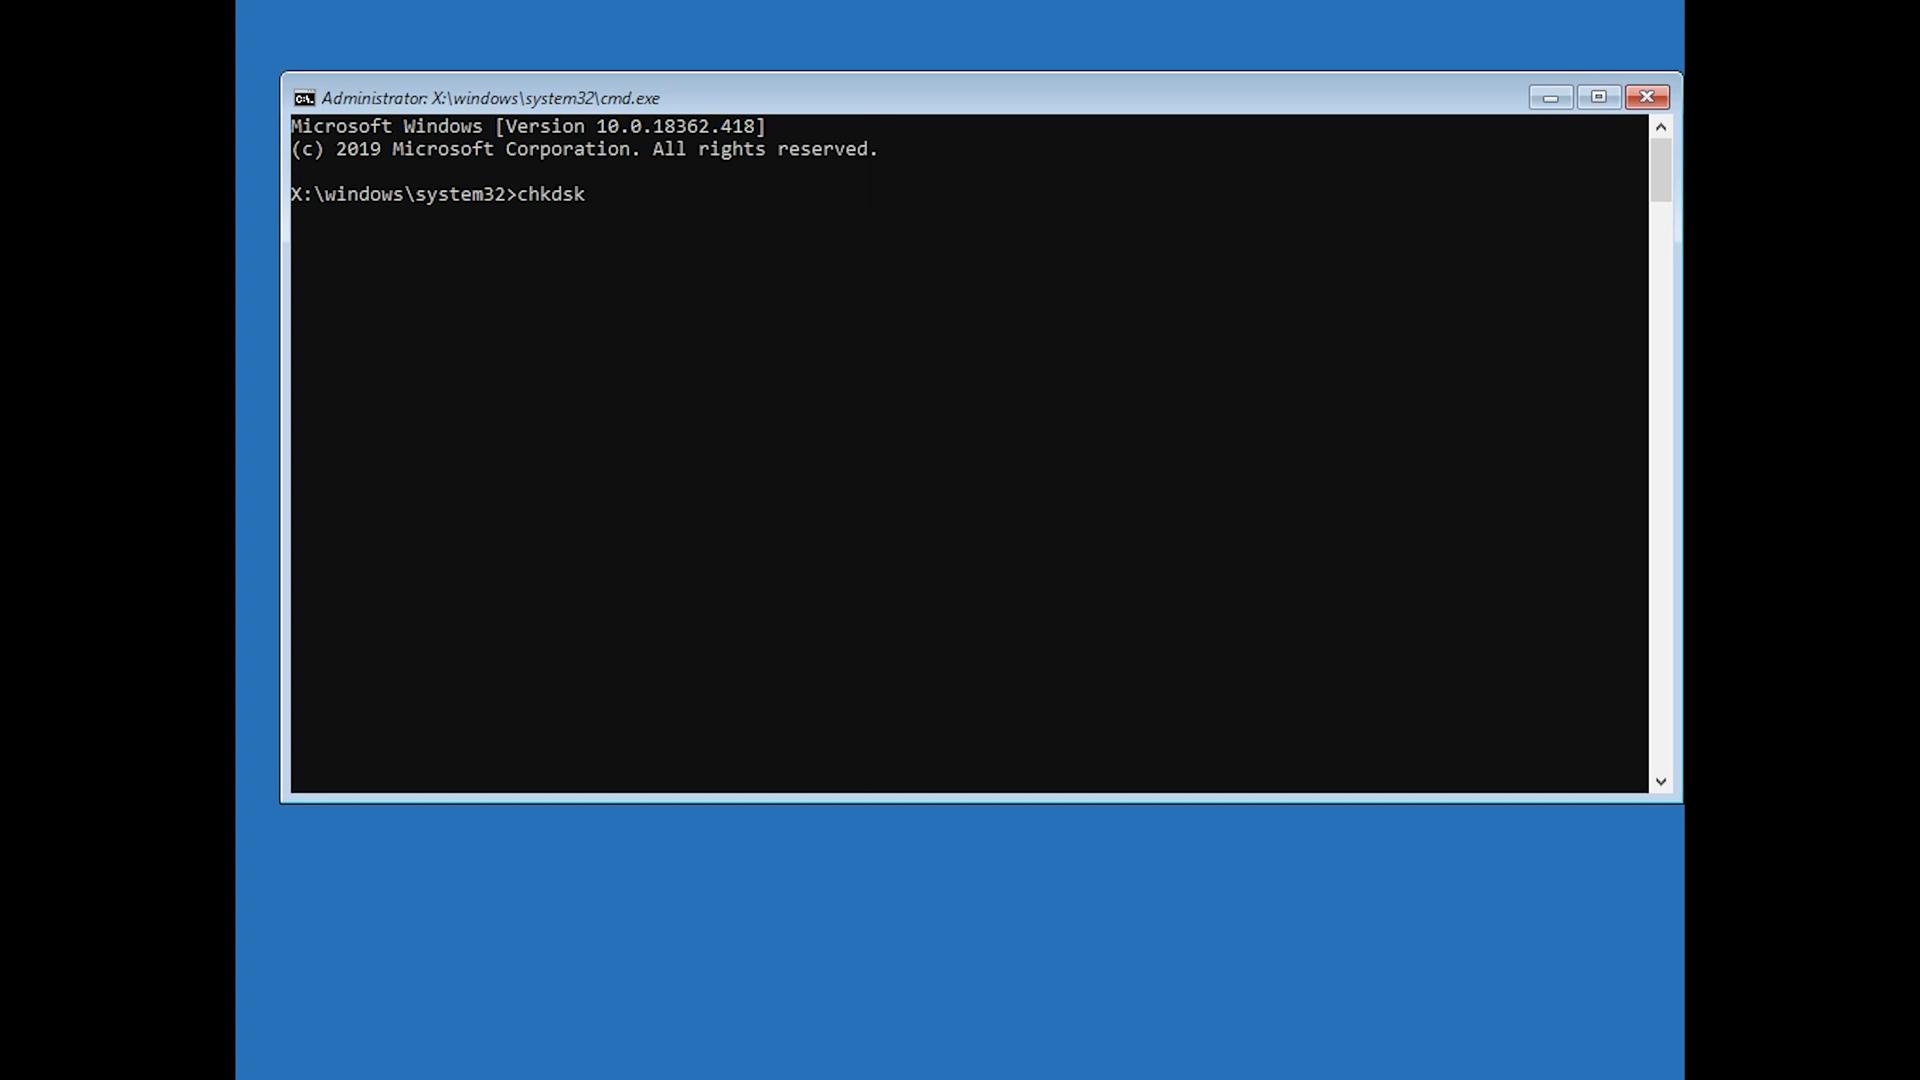 Administrator: X:\windows\system32\cmd.exe
Microsoft Windows [Version 10.0.18362.418]
(c) 2019 Microsoft Corporation. All rights reserved.
X:\windows\system32>chkdsk